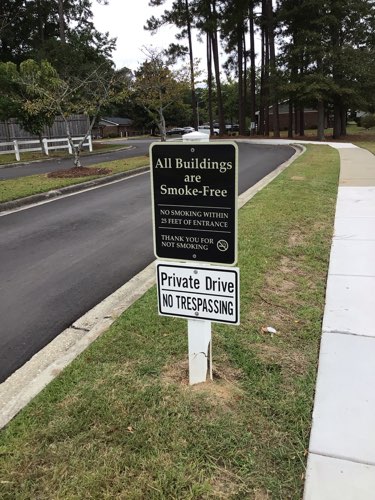 All Buildings
are
Smoke-Free
NO SMOKING WITHIN
25 FEET OF ENTRANCE
THANK YOU FOR
NOT SMOKING
Private Drive
NO TRESPASSING